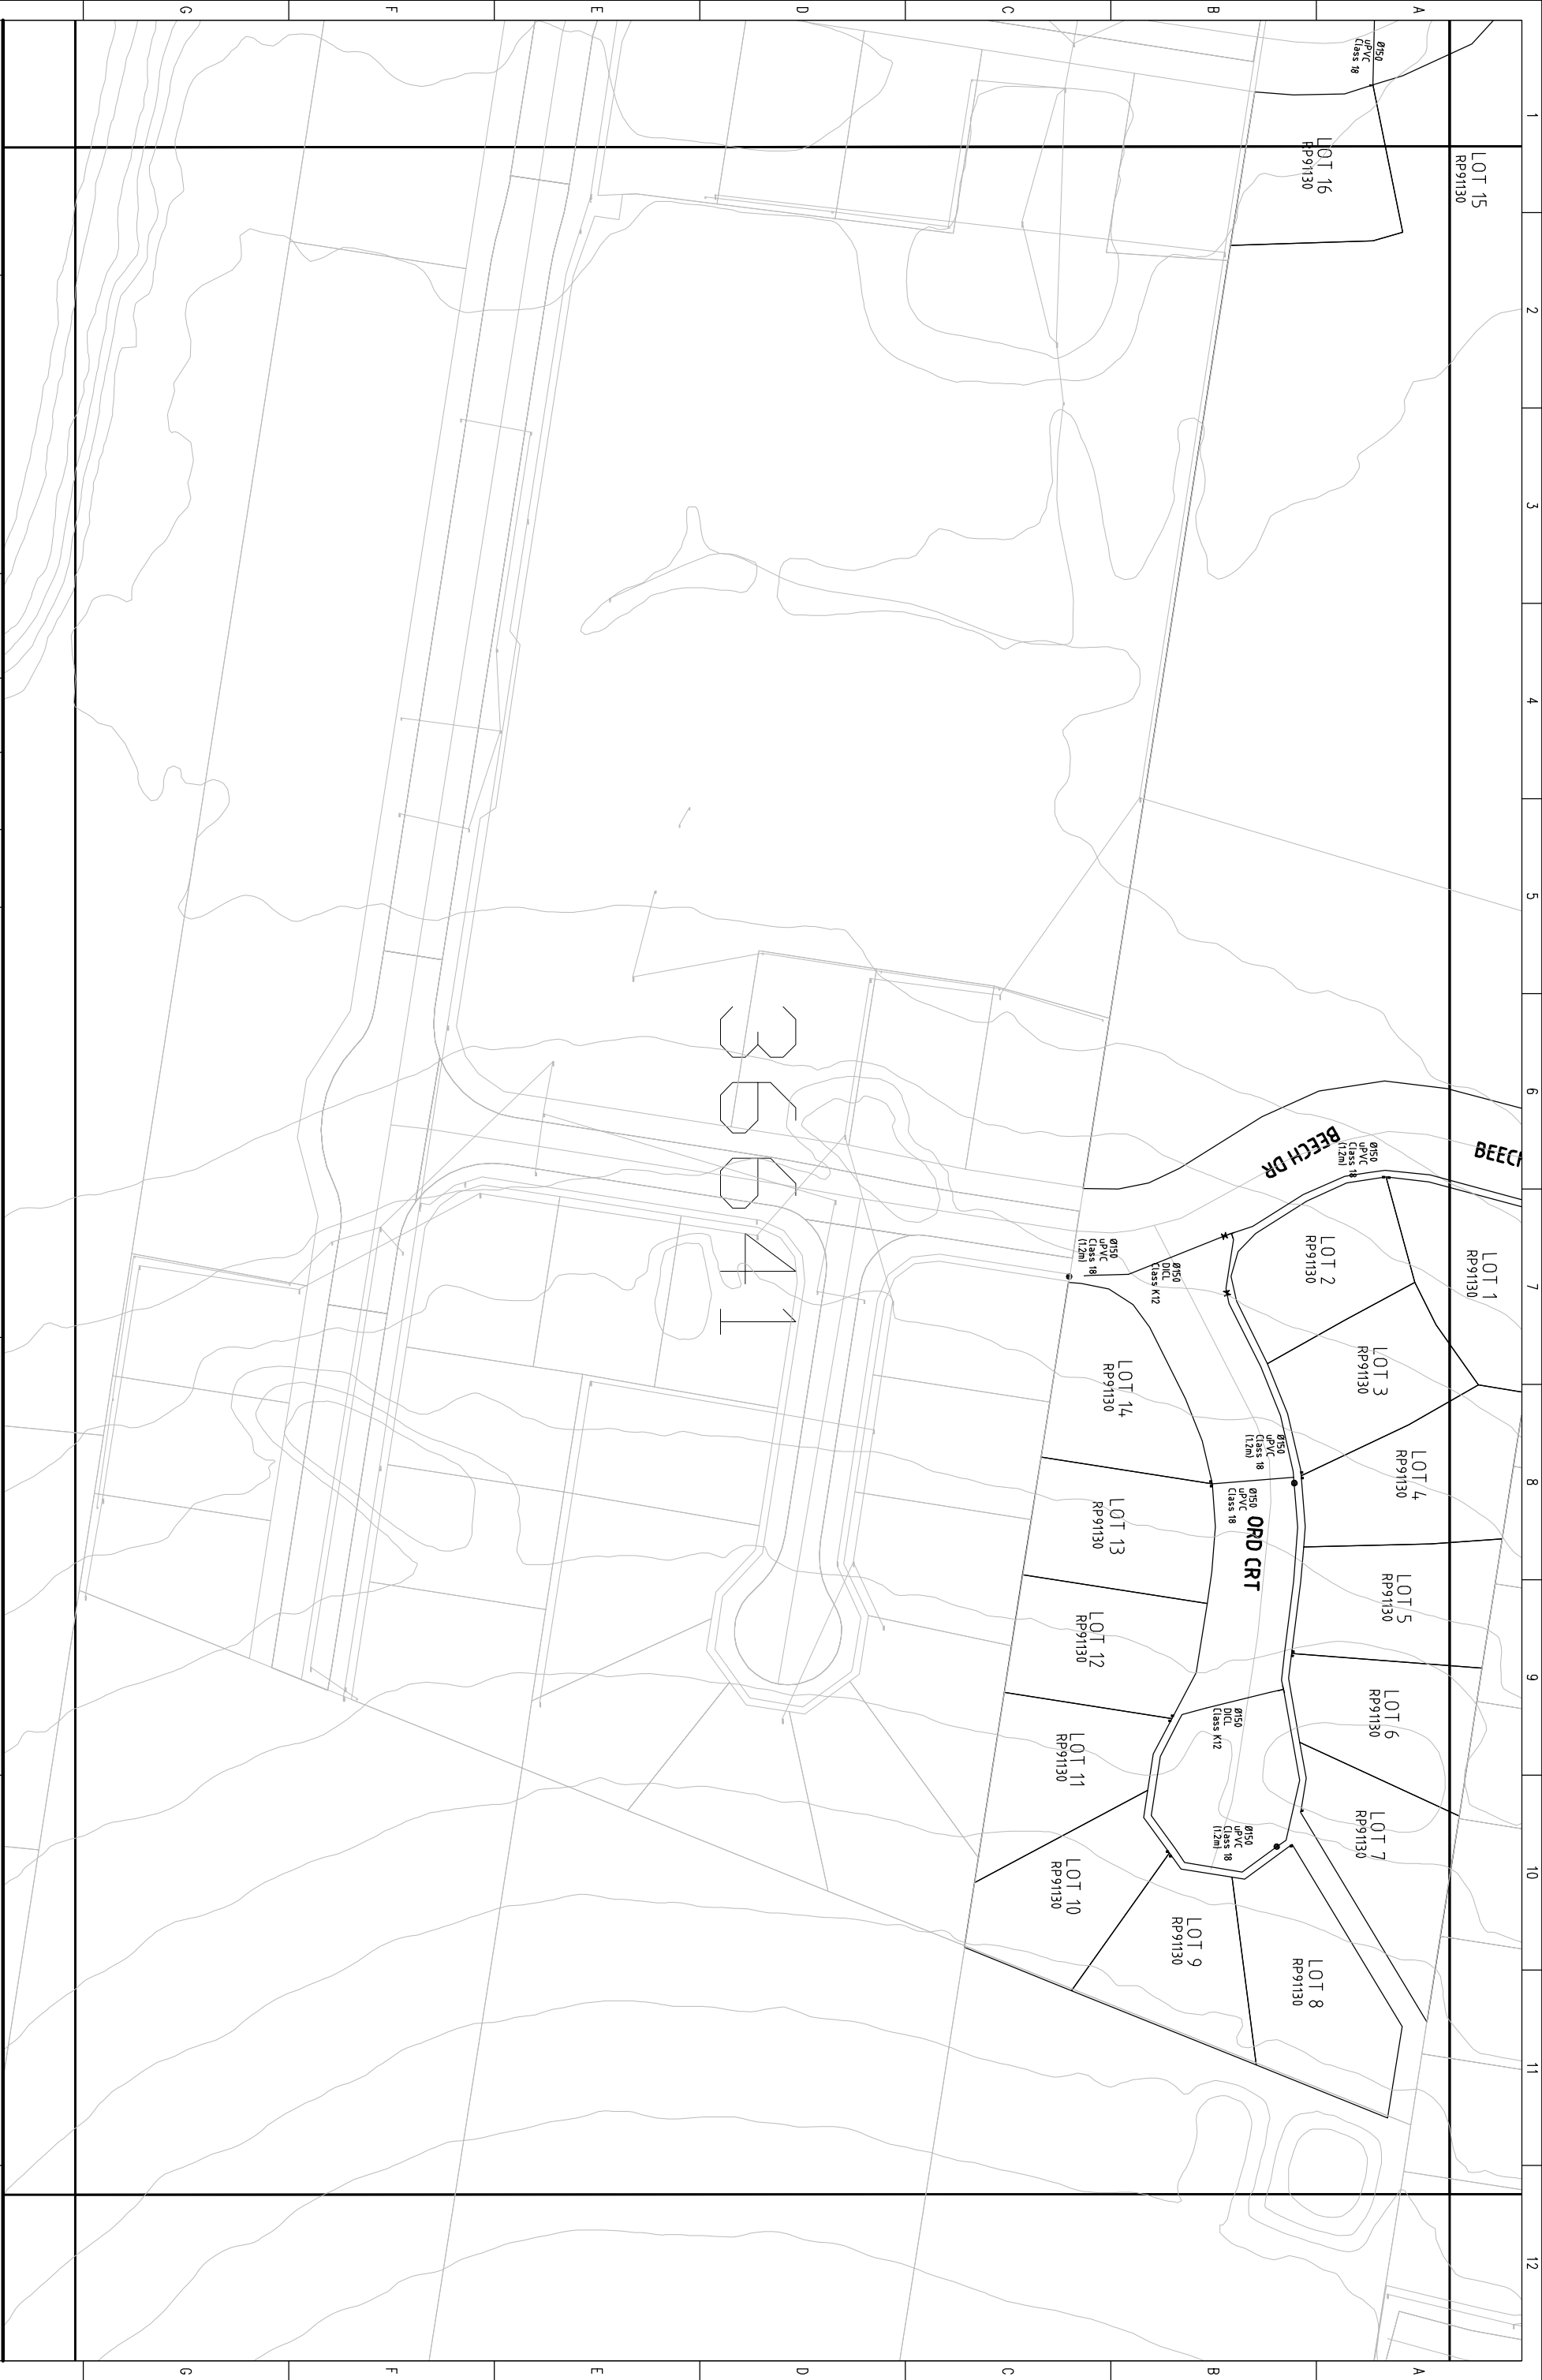 A
B
C
D
E
F
G
1
2
3
4
5
6
7
8
9
10
11
12
LOT 15
RP91130
Ø150
uPVC
Class 18
LOT 16
RP91130
BEECH
BEECH DR
Ø150
uPVC
Class 18
(1.2m)
LOT 1
RP91130
LOT 2
RP91130
LOT 3
RP91130
LOT 4
RP91130
LOT 5
RP91130
LOT 6
RP91130
LOT 7
RP91130
LOT 8
RP91130
LOT 9
RP91130
LOT 10
RP91130
LOT 11
RP91130
LOT 12
RP91130
LOT 13
RP91130
LOT 14
RP91130
Ø150
DICL
Class K12
Ø150
uPVC
Class 18
(1.2m)
Ø150
uPVC
Class 18
(1.2m)
Ø150
uPVC
Class 18
ORD CRT
Ø150
DICL
Class K12
Ø150
uPVC
Class 18
(1.2m)
36641
A
B
C
D
E
F
G